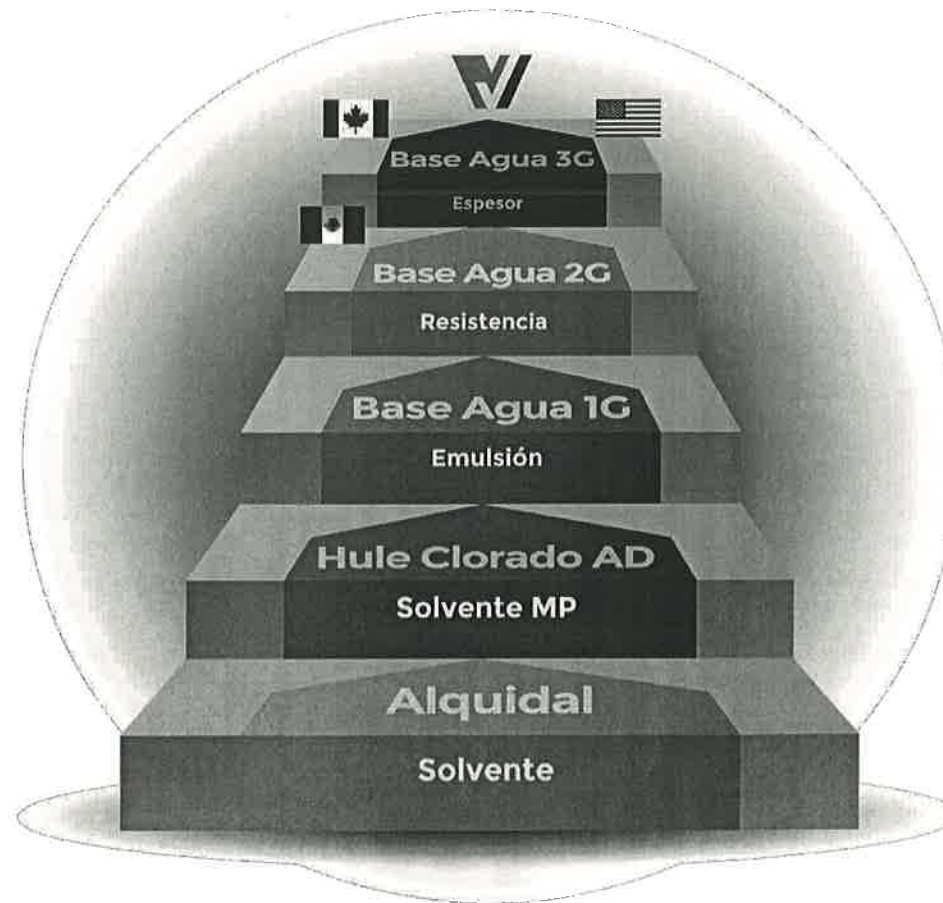 Base Agua 3G
Espesor
Base Agua 2G
Resistencia
Base Agua 1G
Emulsión
Hule Clorado AD
Solvente MP
Alquidal
Solvente